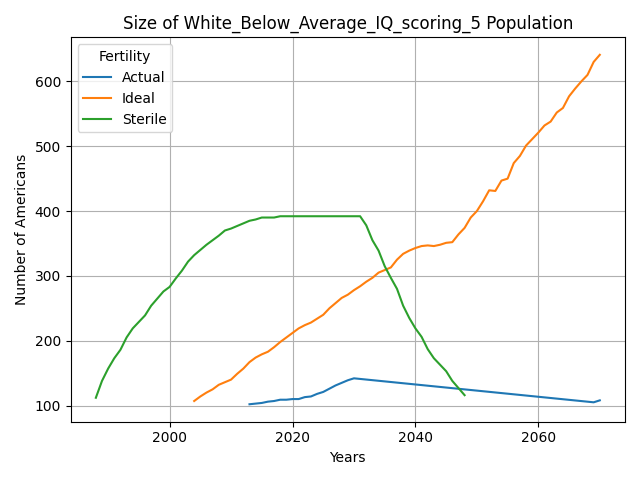 Size of White_Below_Average_IQ_scoring_5 Population
Fertility
Actual
Ideal
Sterile
Number of Americans
600
500
400
300
200
100
2000
2020
2040
2060
Years